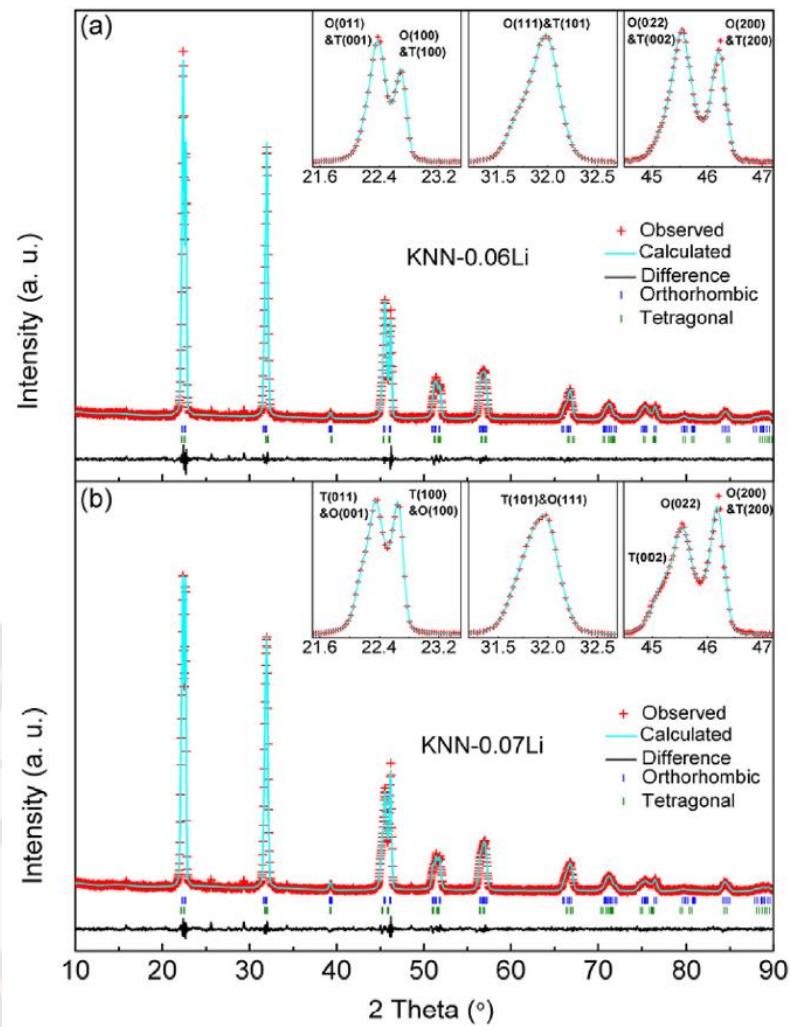 (a)
O(011)
&T(001)
O(100)
&T(100)
O(111)&T(101)
O(022)
&T(002)
O(200)
&T(200)
21.6 22.4 23.2
31.5 32.0 32.5
45 46 47
KNN-0.06Li
Observed
Calculated
Difference
Orthorhombic
Tetragonal
Intensity (a. u.)
(b)
T(011)
&O(001)
T(100)
&O(100)
T(101)&O(111)
T(002)
O(022)
O(200)
&T(200)
21.6 22.4 23.2
31.5 32.0 32.5
45 46 47
KNN-0.07Li
Observed
Calculated
Difference
Orthorhombic
Tetragonal
Intensity (a. u.)
10 20 30 40 50 60 70 80 90
2 Theta (°)